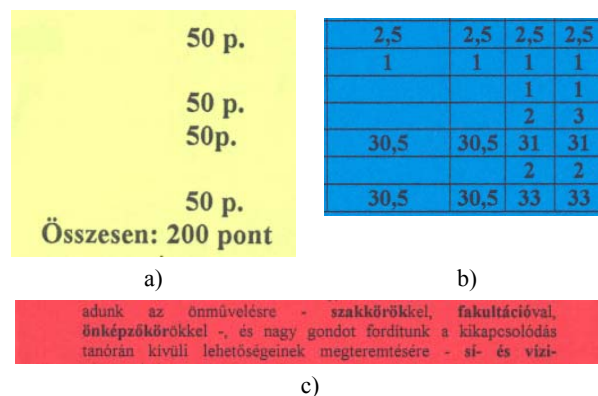 50 p.
50 p.
50p.
50 p.
Összesen: 200 pont
a)
2,5 2,5 2,5 2,5
1 1 1 1
1 1
2 3
30,5 30,5 31 31
2 2
30,5 30,5 33 33
b)
adunk az önművelésre - szakkörökkel, fakultációval,
önképzőkörökkel -, és nagy gondot fordítunk a kikapcsolódás
tanórán kívüli lehetőségeinek megteremtésére - sí- és vízi-
c)